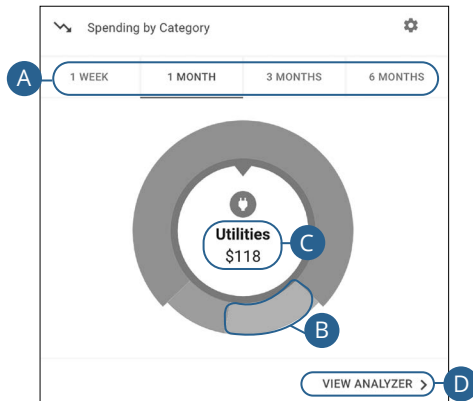 Spending by Category
A
1 WEEK 1 MONTH 3 MONTHS 6 MONTHS
Utilities
$118
C
B
VIEW ANALYZER >
D